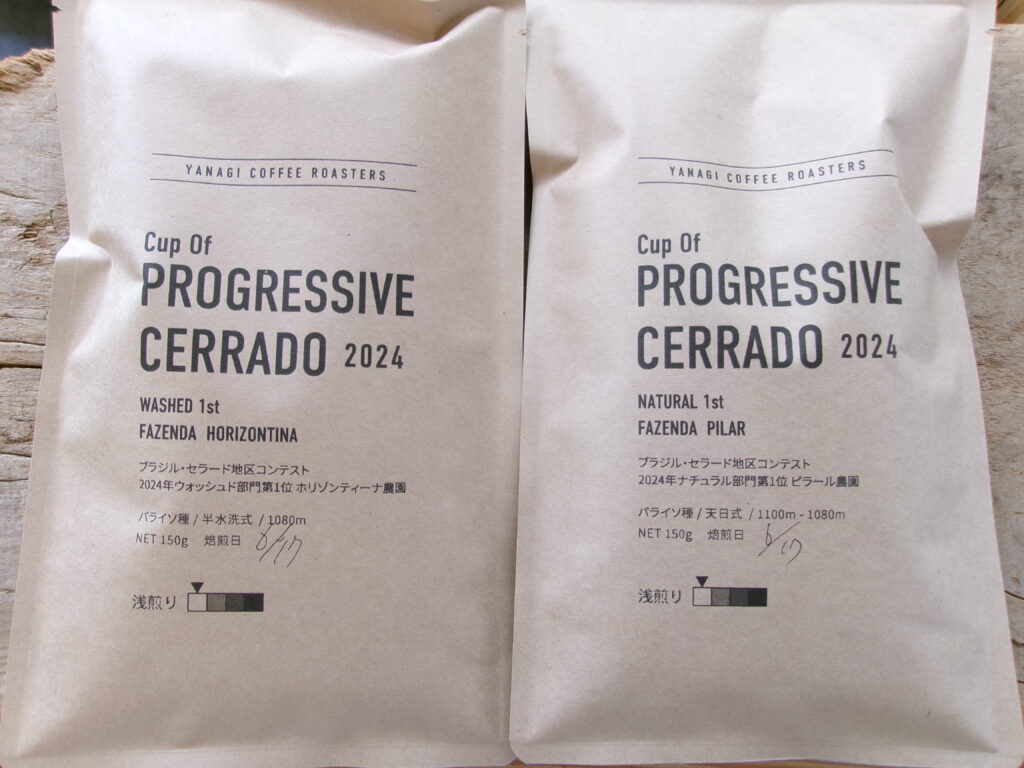 YANAGI COFFEE ROASTERS
Cup Of
PROGRESSIVE
CERRADO 2024
WASHED 1st
FAZENDA HORIZONTINA
ブラジル・セラード地区コンテスト
2024年ウォッシュド部門第1位 ホリゾンティーナ農園
パライソ種 / 半水洗式 / 1080m
NET 150g 焙煎日 6/17
浅煎り
YANAGI COFFEE ROASTERS
Cup Of
PROGRESSIVE
CERRADO 2024
NATURAL 1st
FAZENDA PILAR
ブラジル・セラード地区コンテスト
2024年ナチュラル部門第1位 ピラール農園
パライソ種 / 天日式 / 1100m - 1080m
NET 150g 焙煎日 6/17
浅煎り